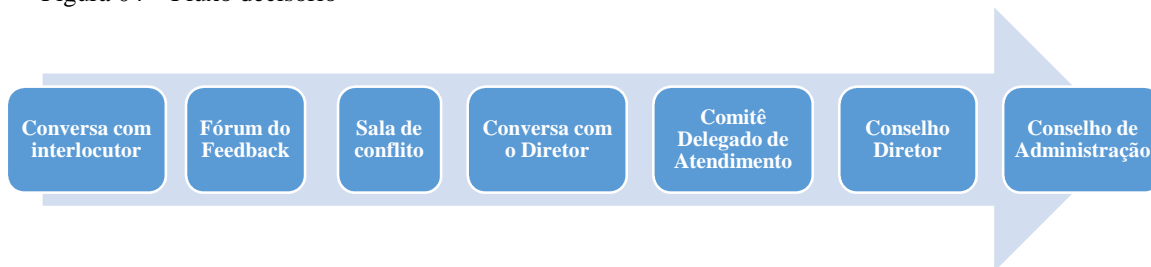 Conversa com
interlocutor
Fórum do
Feedback
Sala de
conflito
Conversa com
o Diretor
Comitê
Delegado de
Atendimento
Conselho
Diretor
Conselho de
Administração